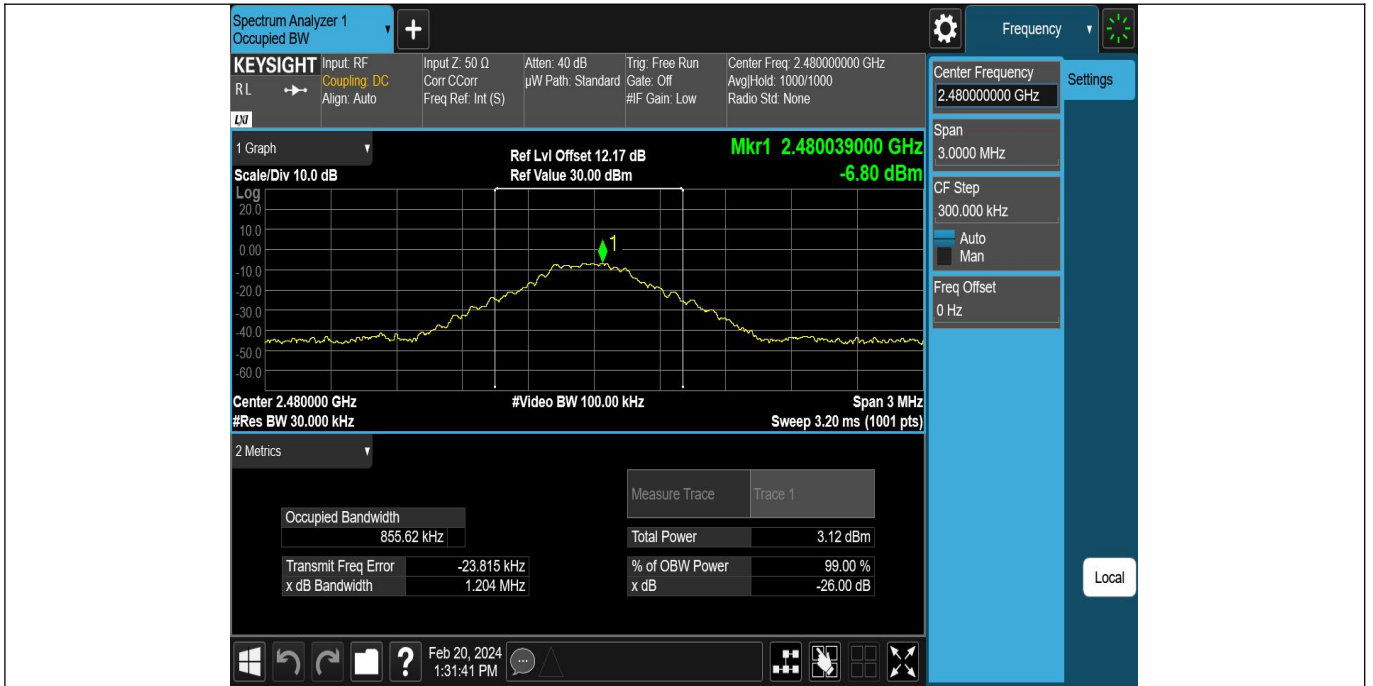 Spectrum Analyzer 1
Occupied BW
Frequency
KEYSIGHT
RL
LXI
Input: RF
Coupling: DC
Align: Auto
Input Z: 50 Ω
Corr CCorr
Freq Ref: Int (S)
Atten: 40 dB
µW Path: Standard
Trig: Free Run
Gate: Off
#IF Gain: Low
Center Freq: 2.480000000 GHz
Avg|Hold: 1000/1000
Radio Std: None
Center Frequency
2.480000000 GHz
Settings
Span
3.0000 MHz
CF Step
300.000 kHz
Auto
Man
Freq Offset
0 Hz
Local
1 Graph
Scale/Div 10.0 dB
Ref Lvl Offset 12.17 dB
Ref Value 30.00 dBm
Mkr1 2.480039000 GHz
-6.80 dBm
Log
20.0
10.0
0.00
-10.0
-20.0
-30.0
-40.0
-50.0
-60.0
1
Center 2.480000 GHz
#Video BW 100.00 kHz
Span 3 MHz
#Res BW 30.000 kHz
Sweep 3.20 ms (1001 pts)
2 Metrics
Measure Trace Trace 1
Occupied Bandwidth
855.62 kHz
Total Power 3.12 dBm
Transmit Freq Error -23.815 kHz
% of OBW Power 99.00 %
x dB Bandwidth 1.204 MHz
x dB -26.00 dB
?
Feb 20, 2024
1:31:41 PM